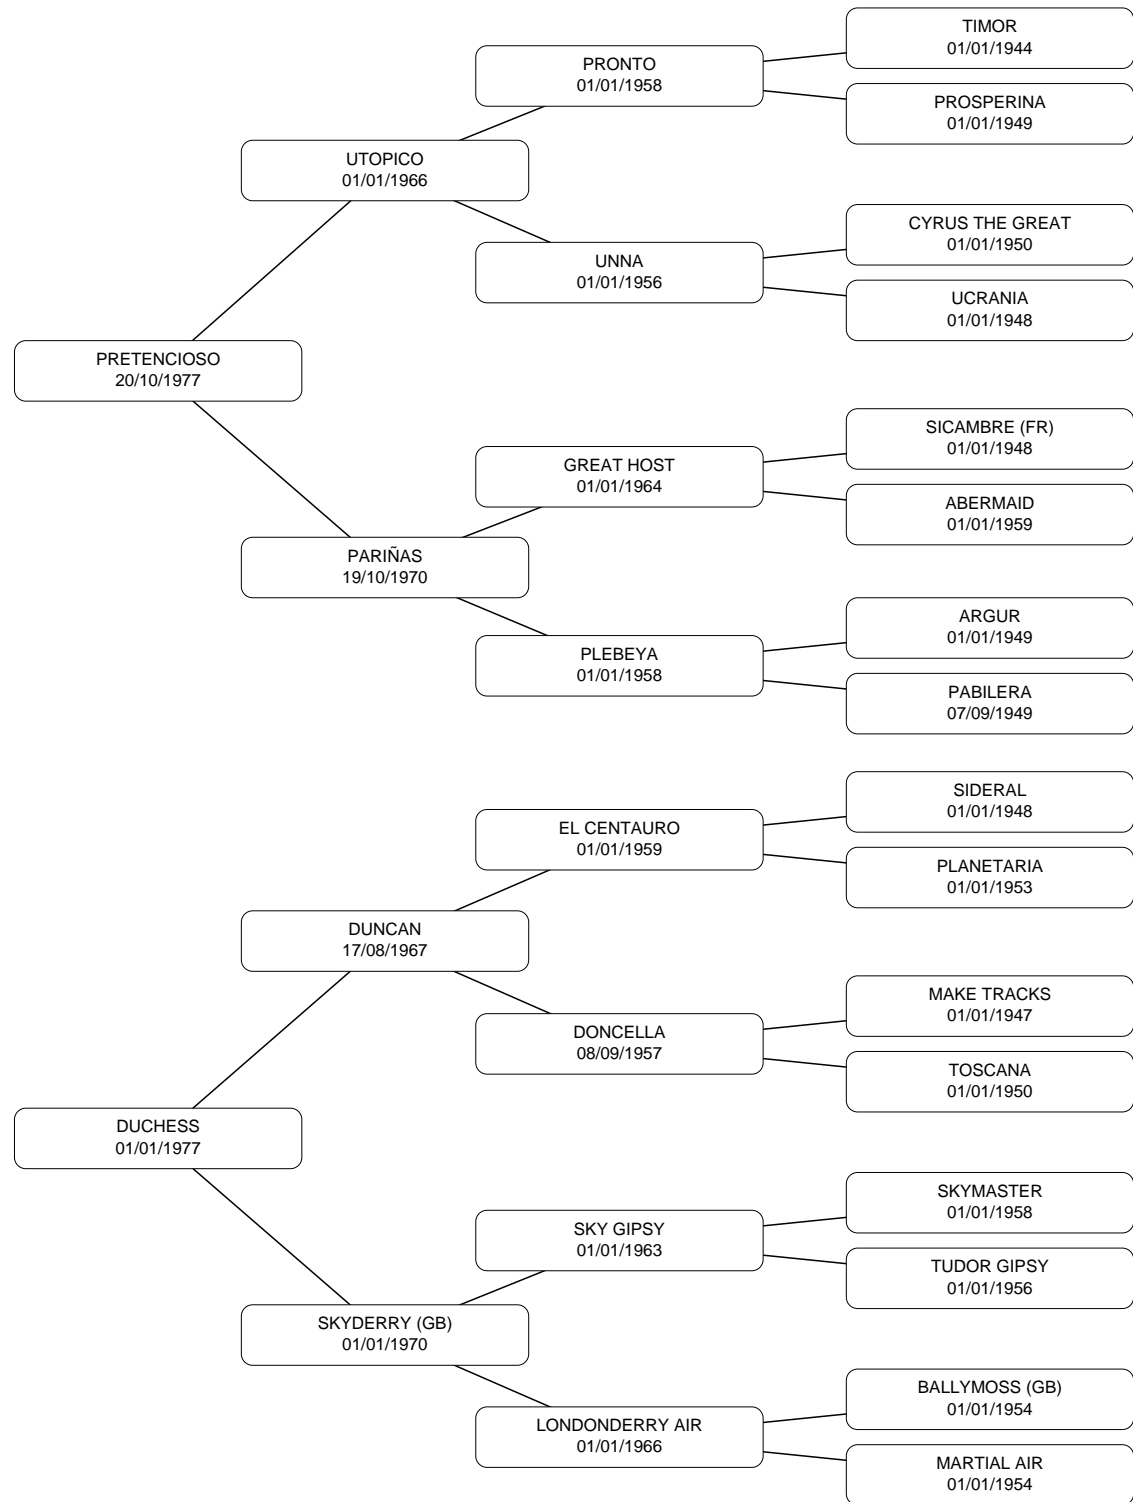 TIMOR
01/01/1944
PRONTO
01/01/1958
PROSPERINA
01/01/1949
UTOPICO
01/01/1966
CYRUS THE GREAT
01/01/1950
UNNA
01/01/1956
UCRANIA
01/01/1948
PRETENCIOSO
20/10/1977
SICAMBRE (FR)
01/01/1948
GREAT HOST
01/01/1964
ABERMAID
01/01/1959
PARIÑAS
19/10/1970
ARGUR
01/01/1949
PLEBEYA
01/01/1958
PABILERA
07/09/1949
SIDERAL
01/01/1948
EL CENTAURO
01/01/1959
PLANETARIA
01/01/1953
DUNCAN
17/08/1967
MAKE TRACKS
01/01/1947
DONCELLA
08/09/1957
TOSCANA
01/01/1950
DUCHESS
01/01/1977
SKYMASTER
01/01/1958
SKY GIPSY
01/01/1963
TUDOR GIPSY
01/01/1956
SKYDERRY (GB)
01/01/1970
BALLYMOSS (GB)
01/01/1954
LONDONDERRY AIR
01/01/1966
MARTIAL AIR
01/01/1954